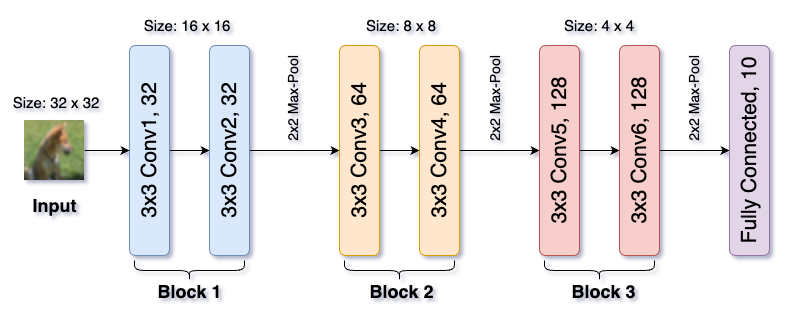 Size: 16 x 16
Size: 8 x 8
Size: 4 x 4
Size: 32 x 32
Input
3x3 Conv1, 32
3x3 Conv2, 32
2x2 Max-Pool
3x3 Conv3, 64
3x3 Conv4, 64
2x2 Max-Pool
3x3 Conv5, 128
3x3 Conv6, 128
2x2 Max-Pool
Fully Connected, 10
Block 1
Block 2
Block 3